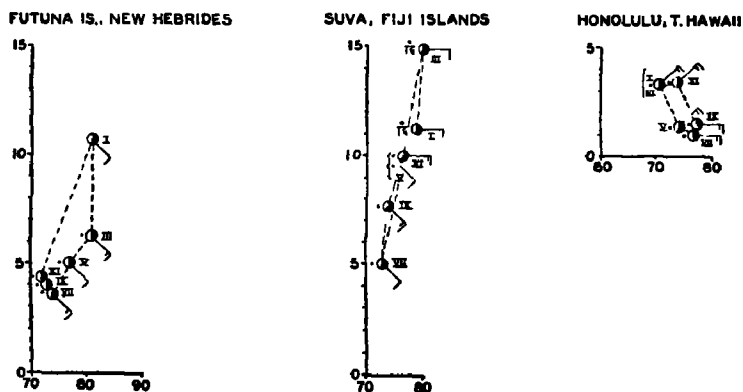 FUTUNA IS., NEW HEBRIDES
15
10
5
0
70 80 90
I
III
V
XI
IX
VII
SUVA, FIJI ISLANDS
15
10
5
0
70 80
III
I
XI
V
IX
VII
HONOLULU, T. HAWAII
5
0
60 70 80
I
III
XI
IX
V
VII